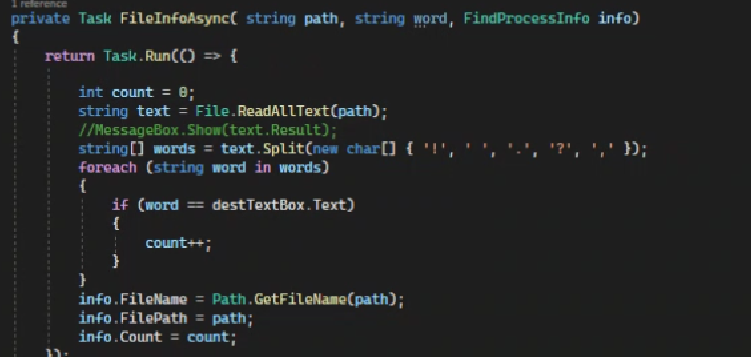 1 reference
private Task FileInfoAsync( string path, string word, FindProcessInfo info)
{
return Task.Run(() => {
int count = 0;
string text = File.ReadAllText(path);
//MessageBox.Show(text.Result);
string[] words = text.Split(new char[] { '!', ' ', '.', '?', ',' });
foreach (string word in words)
{
if (word == destTextBox.Text)
{
count++;
}
}
info.FileName = Path.GetFileName(path);
info.FilePath = path;
info.Count = count;
});